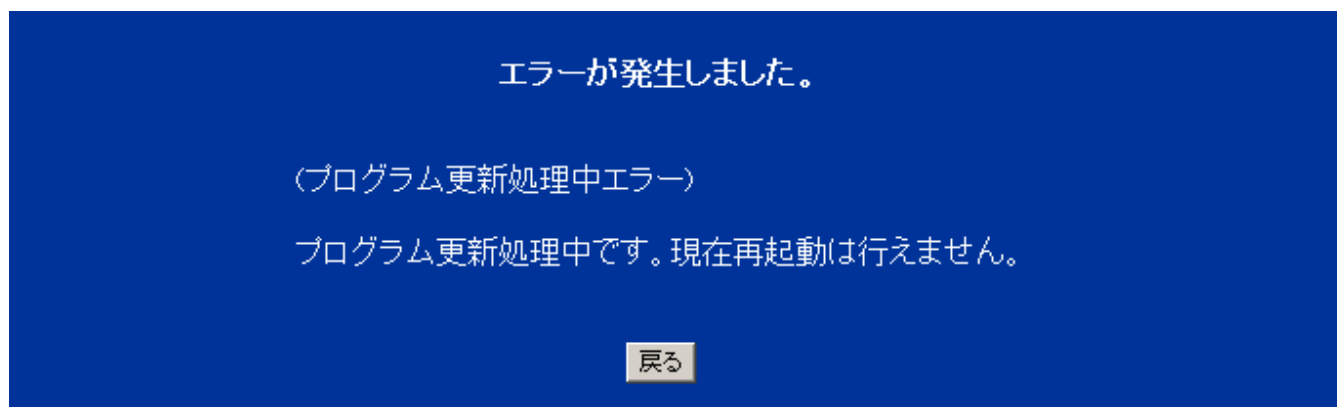 エラーが発生しました。
(プログラム更新処理中エラー)
プログラム更新処理中です。現在再起動は行えません。
戻る